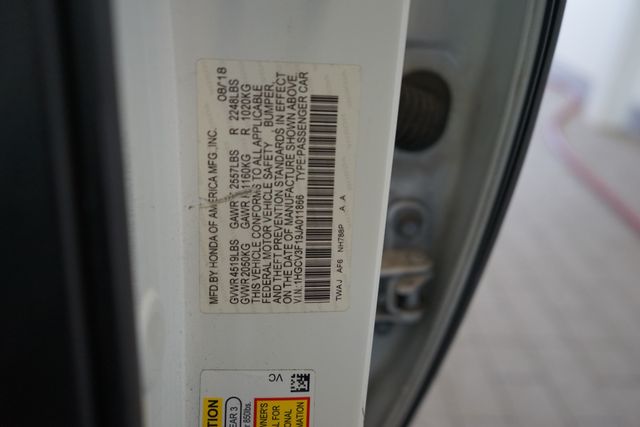 MFD.BY HONDA OF AMERICA MFG.,INC. 08/18
GVWR 4519LBS GAWR F 2557LBS R 2248LBS
GVWR 2050KG GAWR F 1160KG R 1020KG
THIS VEHICLE CONFORMS TO ALL APPLICABLE
FEDERAL MOTOR VEHICLE SAFETY BUMPER,
AND THEFT PREVENTION STANDARDS IN EFFECT
ON THE DATE OF MANUFACTURE SHOWN ABOVE.
V.I.N.: 1HGCV3F19JA011866 TYPE:PASSENGER CAR
TWAJ AF6 NH788P A A
VC